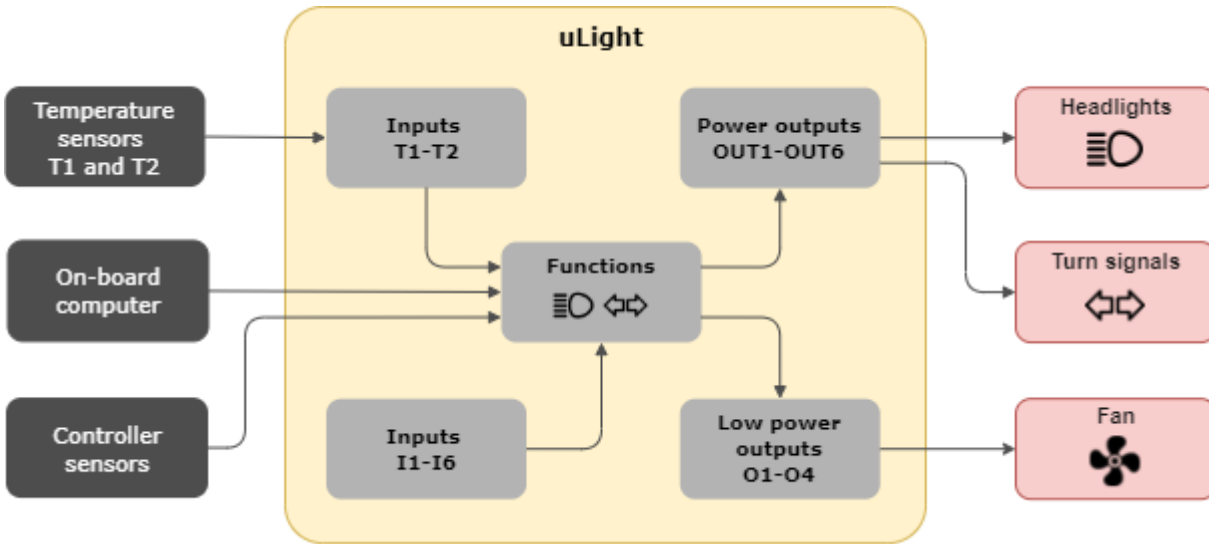 uLight
Temperature
sensors
T1 and T2
Inputs
T1-T2
Power outputs
OUT1-OUT6
Headlights
On-board
computer
Functions
Turn signals
Controller
sensors
Inputs
I1-I6
Low power
outputs
O1-O4
Fan